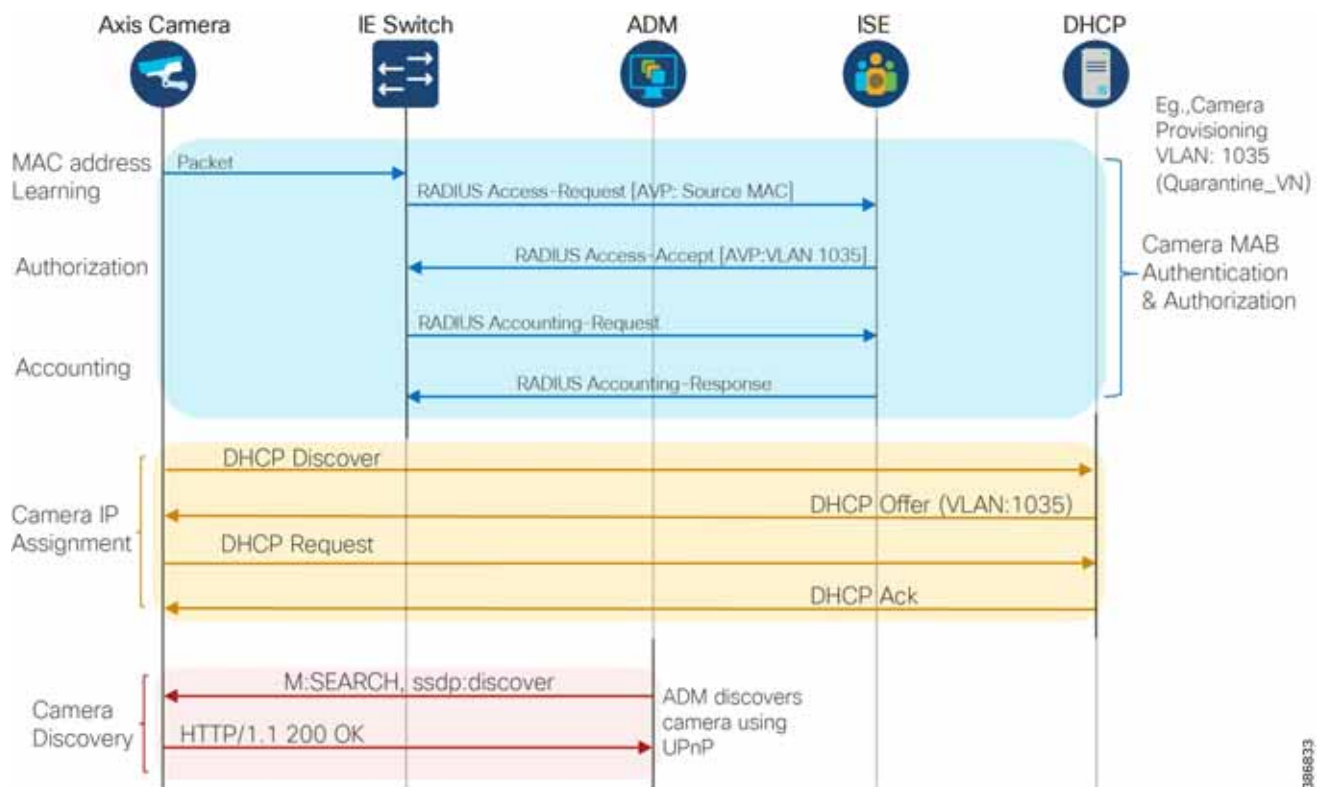 Axis Camera
IE Switch
ADM
ISE
DHCP
Eg.,Camera
Provisioning
VLAN: 1035
(Quarantine_VN)
MAC address
Learning
Packet
RADIUS Access-Request [AVP: Source MAC]
Authorization
RADIUS Access-Accept [AVP:VLAN 1035]
Camera MAB
Authentication
& Authorization
RADIUS Accounting-Request
Accounting
RADIUS Accounting-Response
DHCP Discover
Camera IP
Assignment
DHCP Offer (VLAN:1035)
DHCP Request
DHCP Ack
M:SEARCH, ssdp:discover
ADM discovers
camera using
UPnP
Camera
Discovery
HTTP/1.1 200 OK
386833